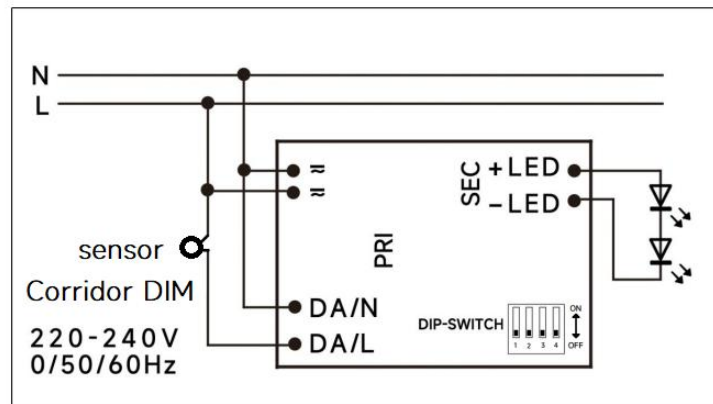 N
L
≂
≂
PRI
SEC
+LED
−LED
sensor
Corridor DIM
220-240V
0/50/60Hz
DA/N
DA/L
DIP-SWITCH
ON
OFF
1 2 3 4